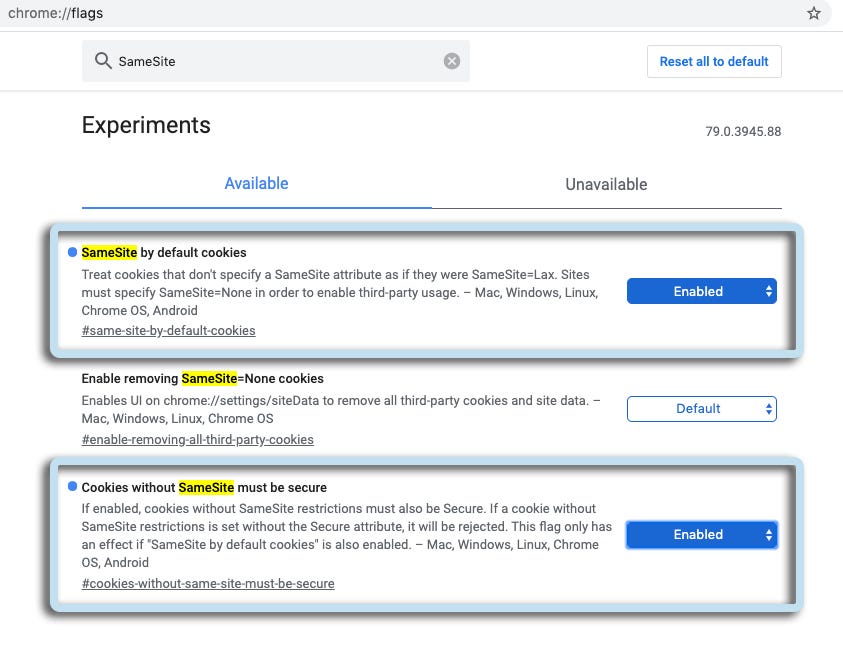 chrome://flags
SameSite
Reset all to default
Experiments
79.0.3945.88
Available
Unavailable
SameSite by default cookies
Treat cookies that don't specify a SameSite attribute as if they were SameSite=Lax. Sites
must specify SameSite=None in order to enable third-party usage. – Mac, Windows, Linux,
Chrome OS, Android
#same-site-by-default-cookies
Enabled
Enable removing SameSite=None cookies
Enables UI on chrome://settings/siteData to remove all third-party cookies and site data. –
Mac, Windows, Linux, Chrome OS
#enable-removing-all-third-party-cookies
Default
Cookies without SameSite must be secure
If enabled, cookies without SameSite restrictions must also be Secure. If a cookie without
SameSite restrictions is set without the Secure attribute, it will be rejected. This flag only has
an effect if "SameSite by default cookies" is also enabled. – Mac, Windows, Linux, Chrome
OS, Android
#cookies-without-same-site-must-be-secure
Enabled